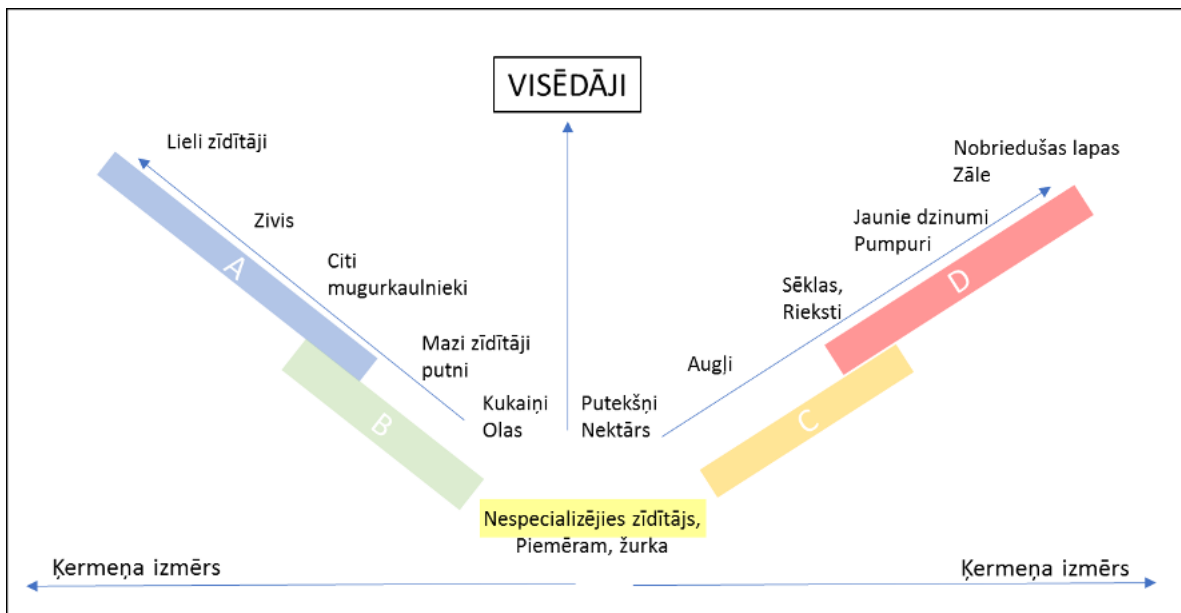 VISĒDĀJI
Lieli zīdītāji
Zivis
Citi
mugurkaulnieki
Mazi zīdītāji
putni
Kukaiņi
Olas
A
B
Nobriedušas lapas
Zāle
Jaunie dzinumi
Pumpuri
Sēklas,
Rieksti
Augļi
Putekšņi
Nektārs
D
C
Nespecializējies zīdītājs,
Piemēram, žurka
Ķermeņa izmērs
Ķermeņa izmērs